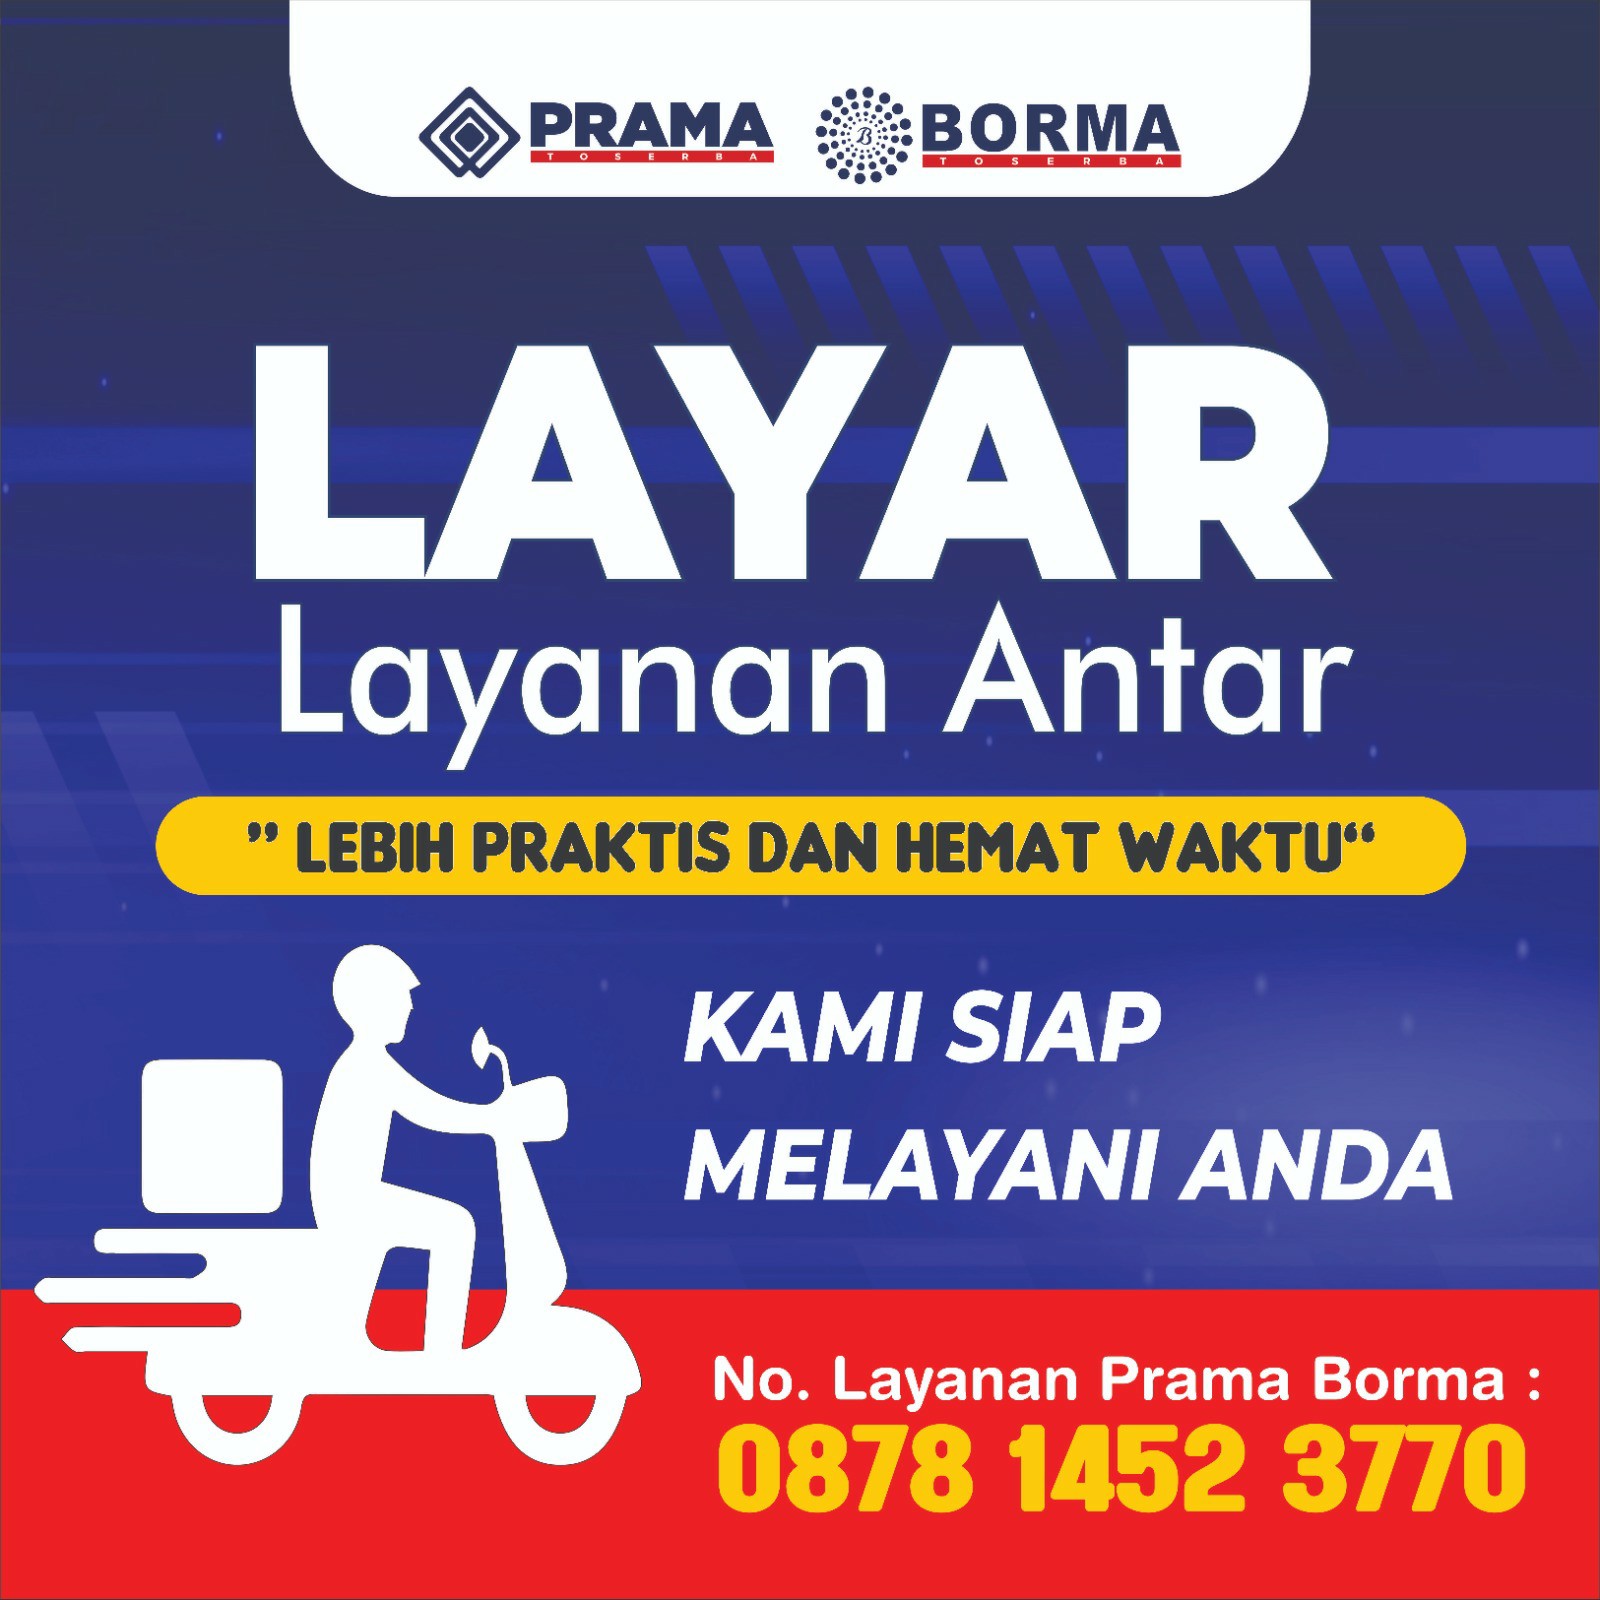 PRAMA
TOSERBA
B
BORMA
TOSERBA
LAYAR
Layanan Antar
” LEBIH PRAKTIS DAN HEMAT WAKTU“
KAMI SIAP
MELAYANI ANDA
No. Layanan Prama Borma :
0878 1452 3770